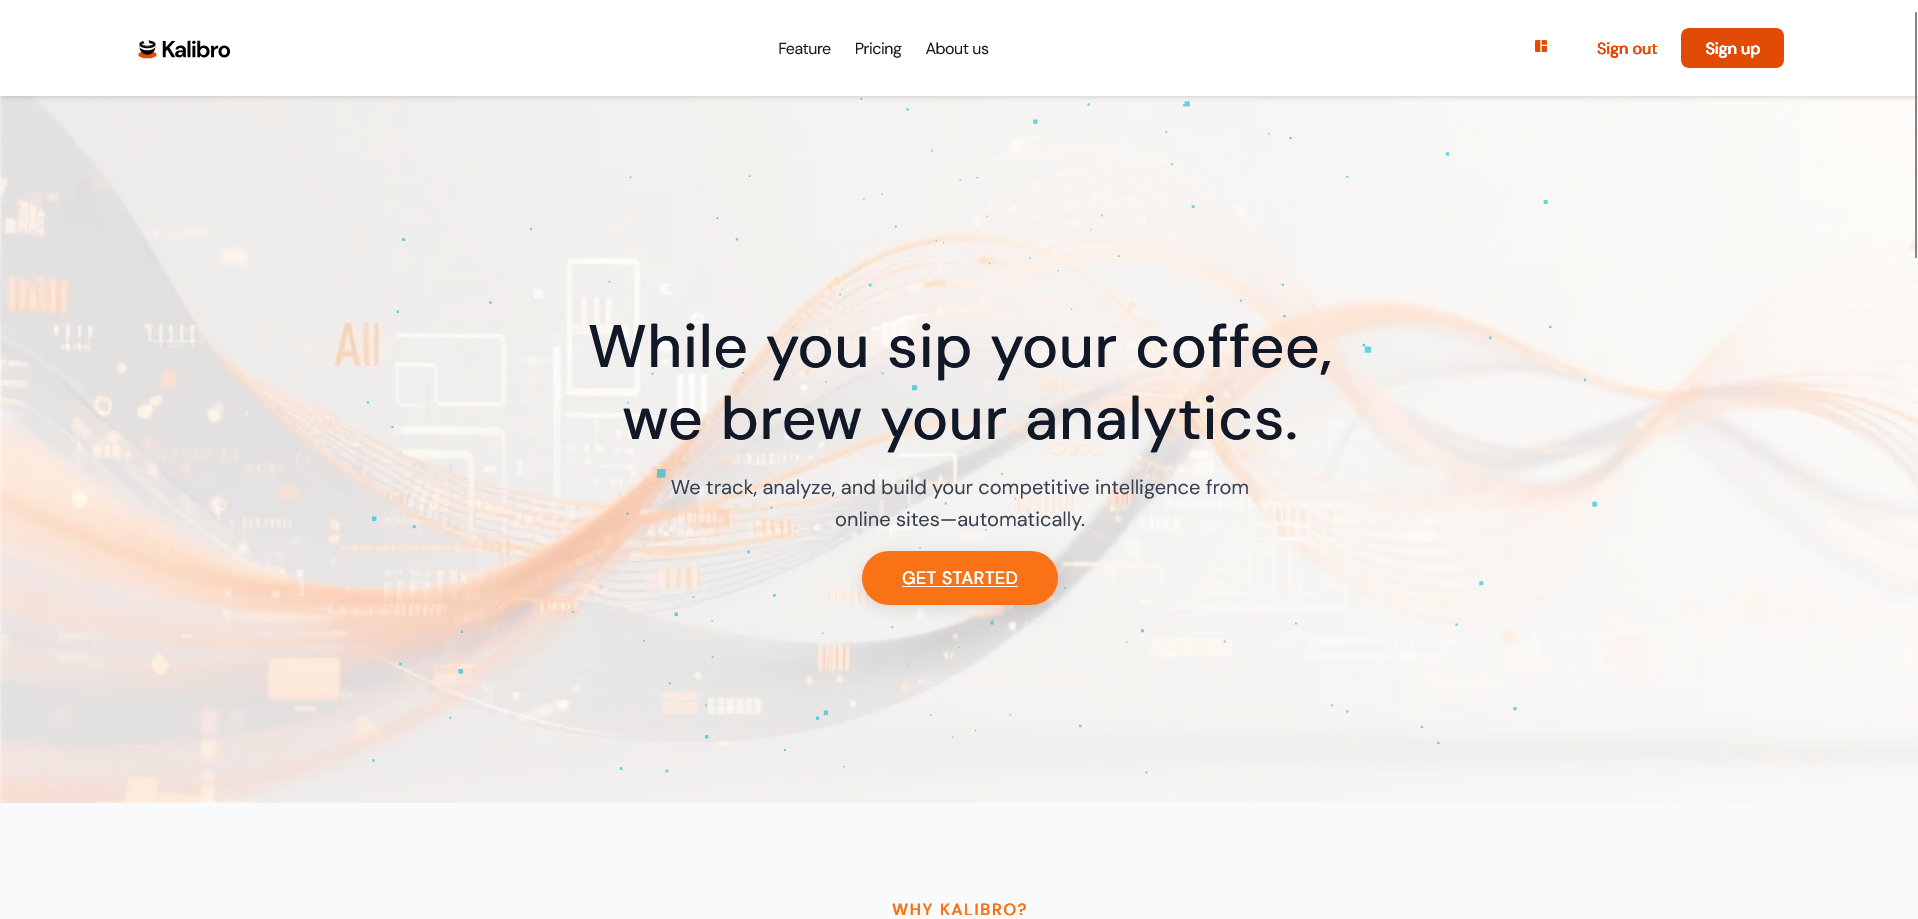 Kalibro
Feature Pricing About us
Sign out
Sign up
All
While you sip your coffee,
we brew your analytics.
We track, analyze, and build your competitive intelligence from
online sites—automatically.
GET STARTED
WHY KALIBRO?